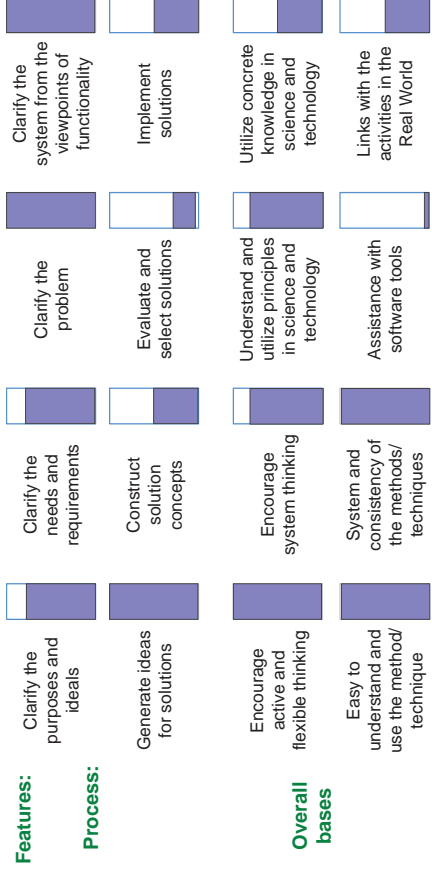 Features:
Process:
Clarify the
purposes and
ideals
Clarify the
needs and
requirements
Clarify the
problem
Clarify the
system from the
viewpoints of
functionality
Generate ideas
for solutions
Construct
solution
concepts
Evaluate and
select solutions
Implement
solutions
Overall
bases
Encourage
active and
flexible thinking
Encourage
system thinking
Understand and
utilize principles
in science and
technology
Utilize concrete
knowledge in
science and
technology
Easy to
understand and
use the method/
technique
System and
consistency of
the methods/
techniques
Assistance with
software tools
Links with the
activities in the
Real World